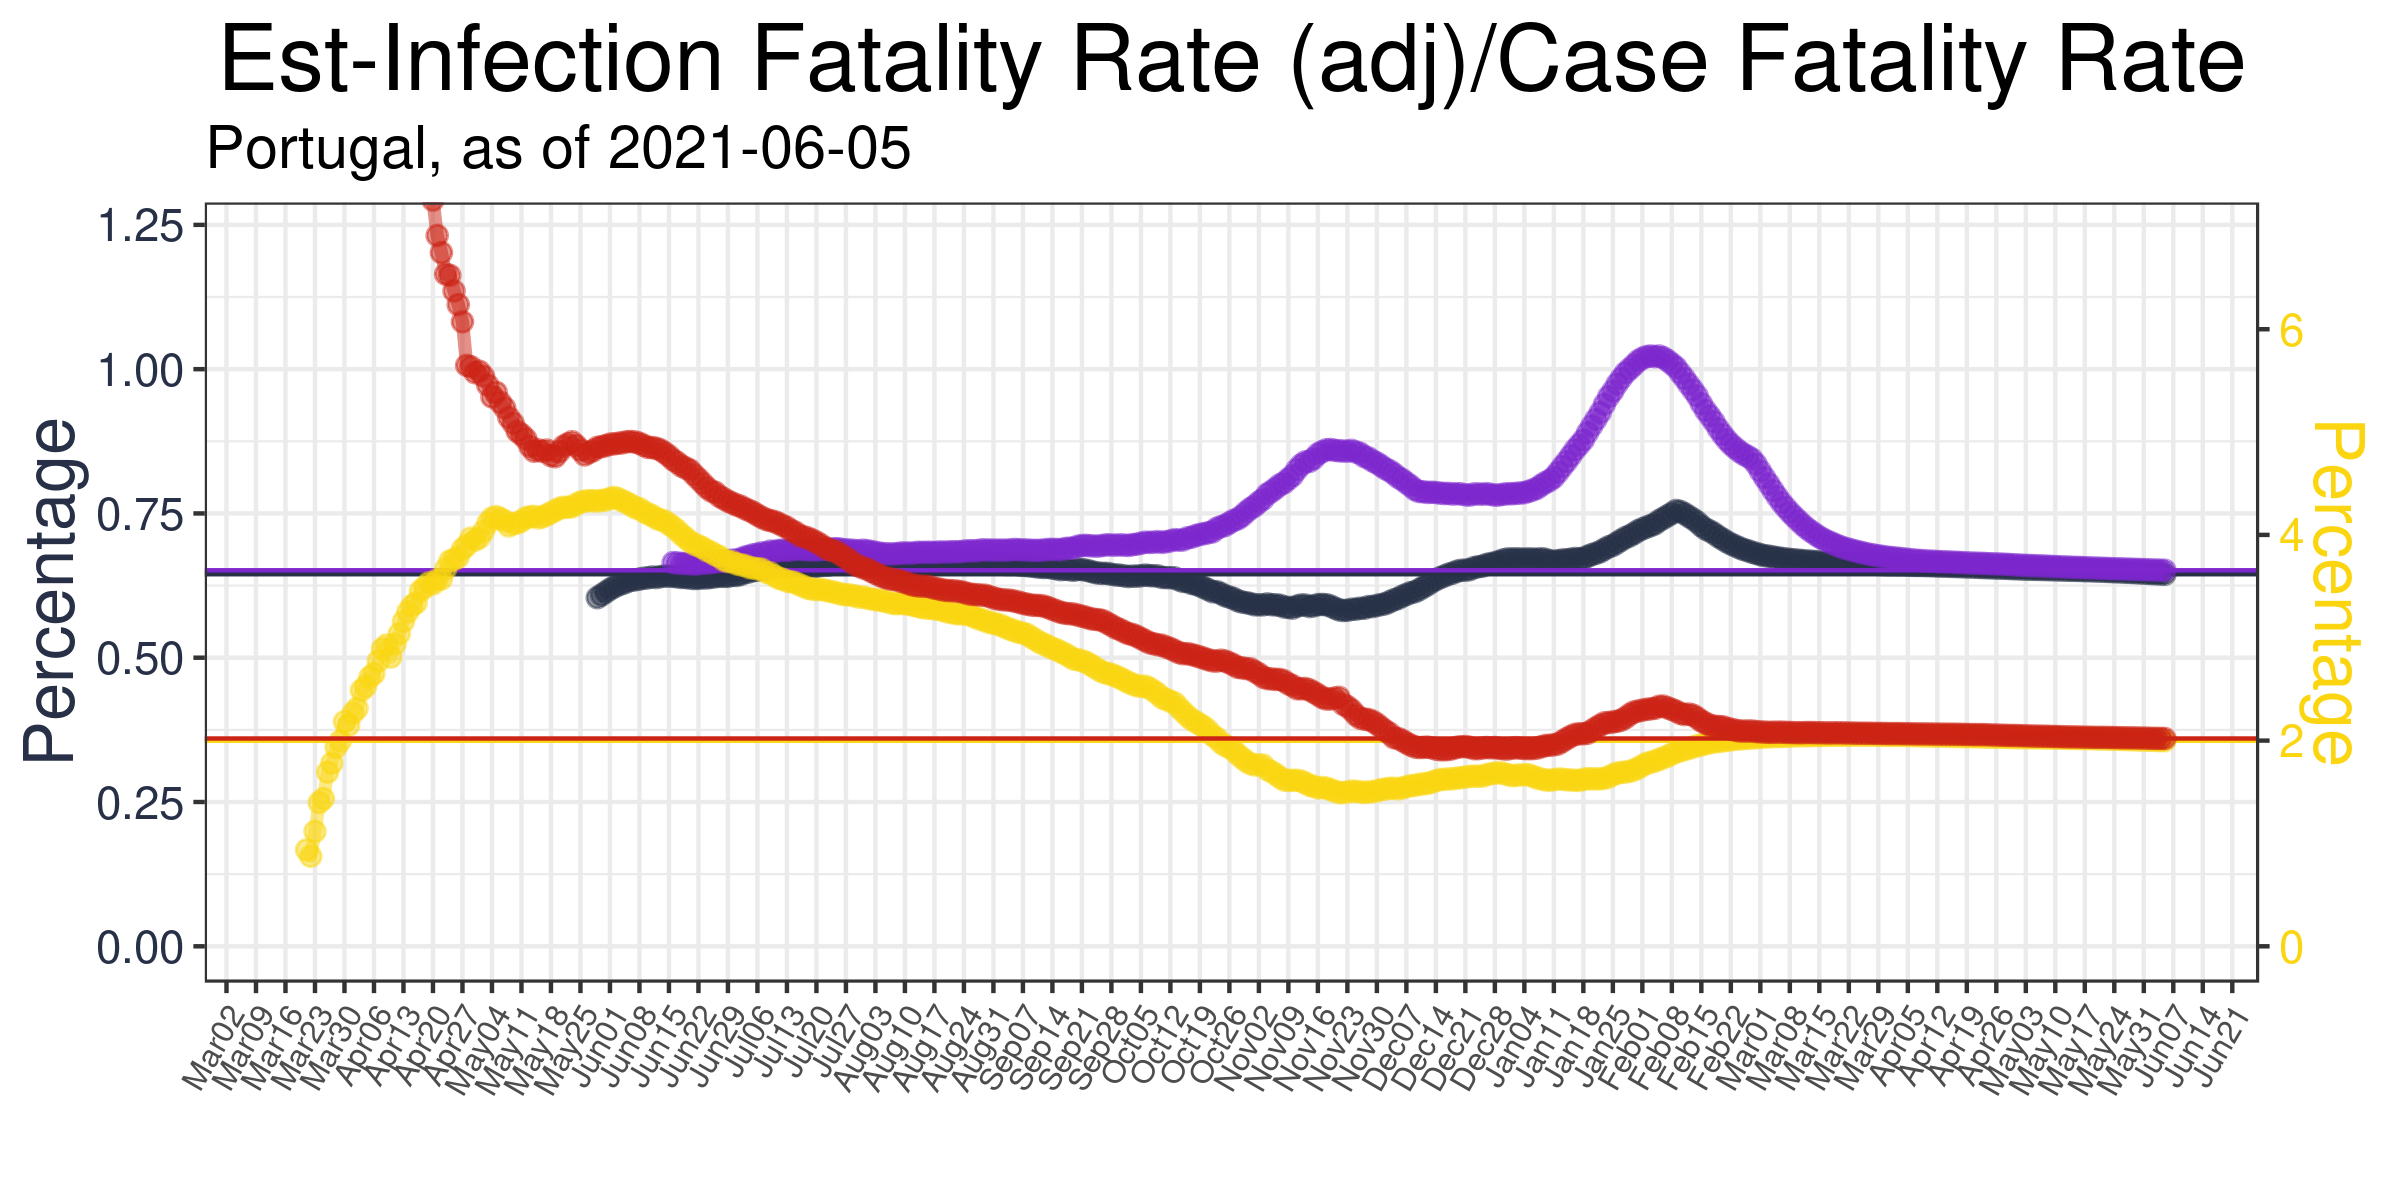 Est-Infection Fatality Rate (adj)/Case Fatality Rate
Portugal, as of 2021-06-05
Percentage
1.25
1.00
0.75
0.50
0.25
0.00
6
4
2
0
Percentage
Mar02
Mar09
Mar16
Mar23
Mar30
Apr06
Apr13
Apr20
Apr27
May04
May11
May18
May25
Jun01
Jun08
Jun15
Jun22
Jun29
Jul06
Jul13
Jul20
Jul27
Aug03
Aug10
Aug17
Aug24
Aug31
Sep07
Sep14
Sep21
Sep28
Oct05
Oct12
Oct19
Oct26
Nov02
Nov09
Nov16
Nov23
Nov30
Dec07
Dec14
Dec21
Dec28
Jan04
Jan11
Jan18
Jan25
Feb01
Feb08
Feb15
Feb22
Mar01
Mar08
Mar15
Mar22
Mar29
Apr05
Apr12
Apr19
Apr26
May03
May10
May17
May24
May31
Jun07
Jun14
Jun21